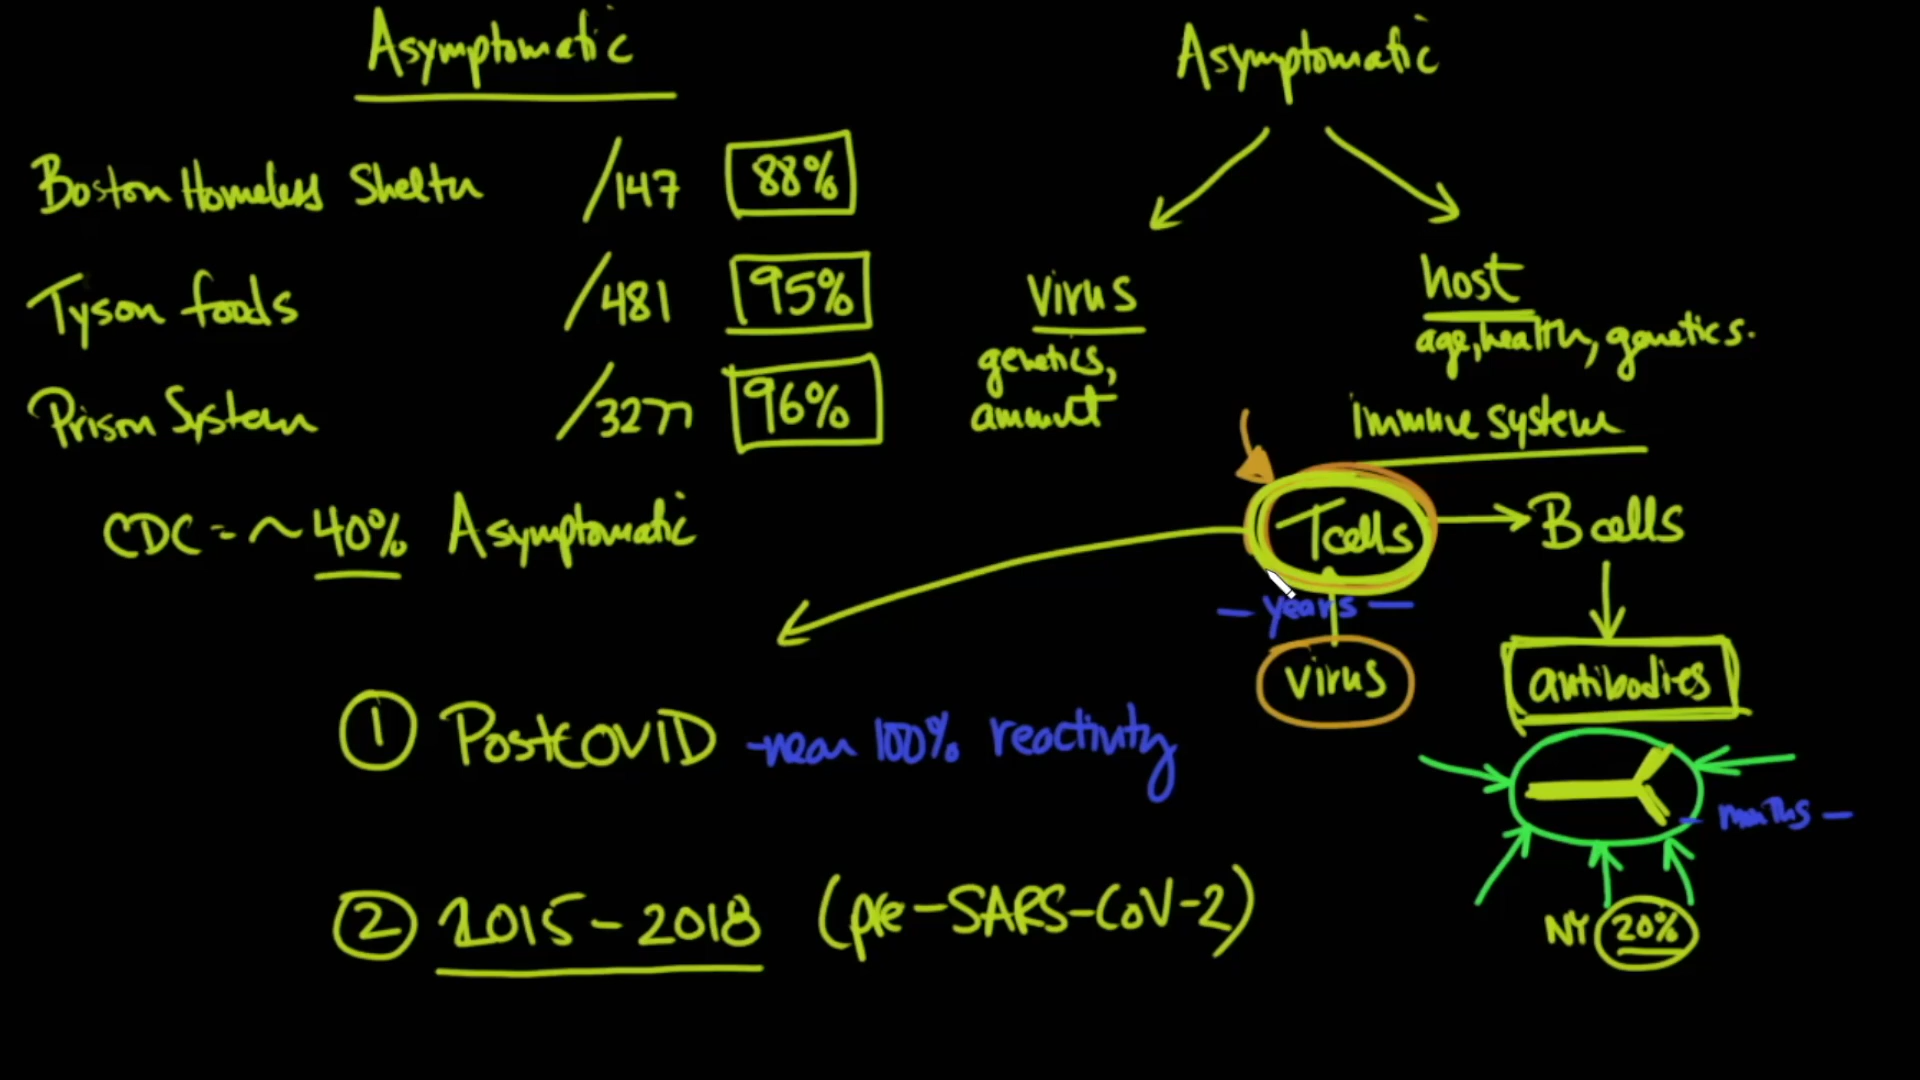 Asymptomatic
Boston Homeless Shelter /147 88%
Tyson foods /481 95%
Prison System /3277 96%
CDC = ~40% Asymptomatic
Asymptomatic
virus
genetics,
amount
host
age, health, genetics.
immune system
Tcells
B cells
- years -
virus
antibodies
- months -
NY 20%
① PostCOVID - near 100% reactivity
② 2015-2018 (pre-SARS-CoV-2)